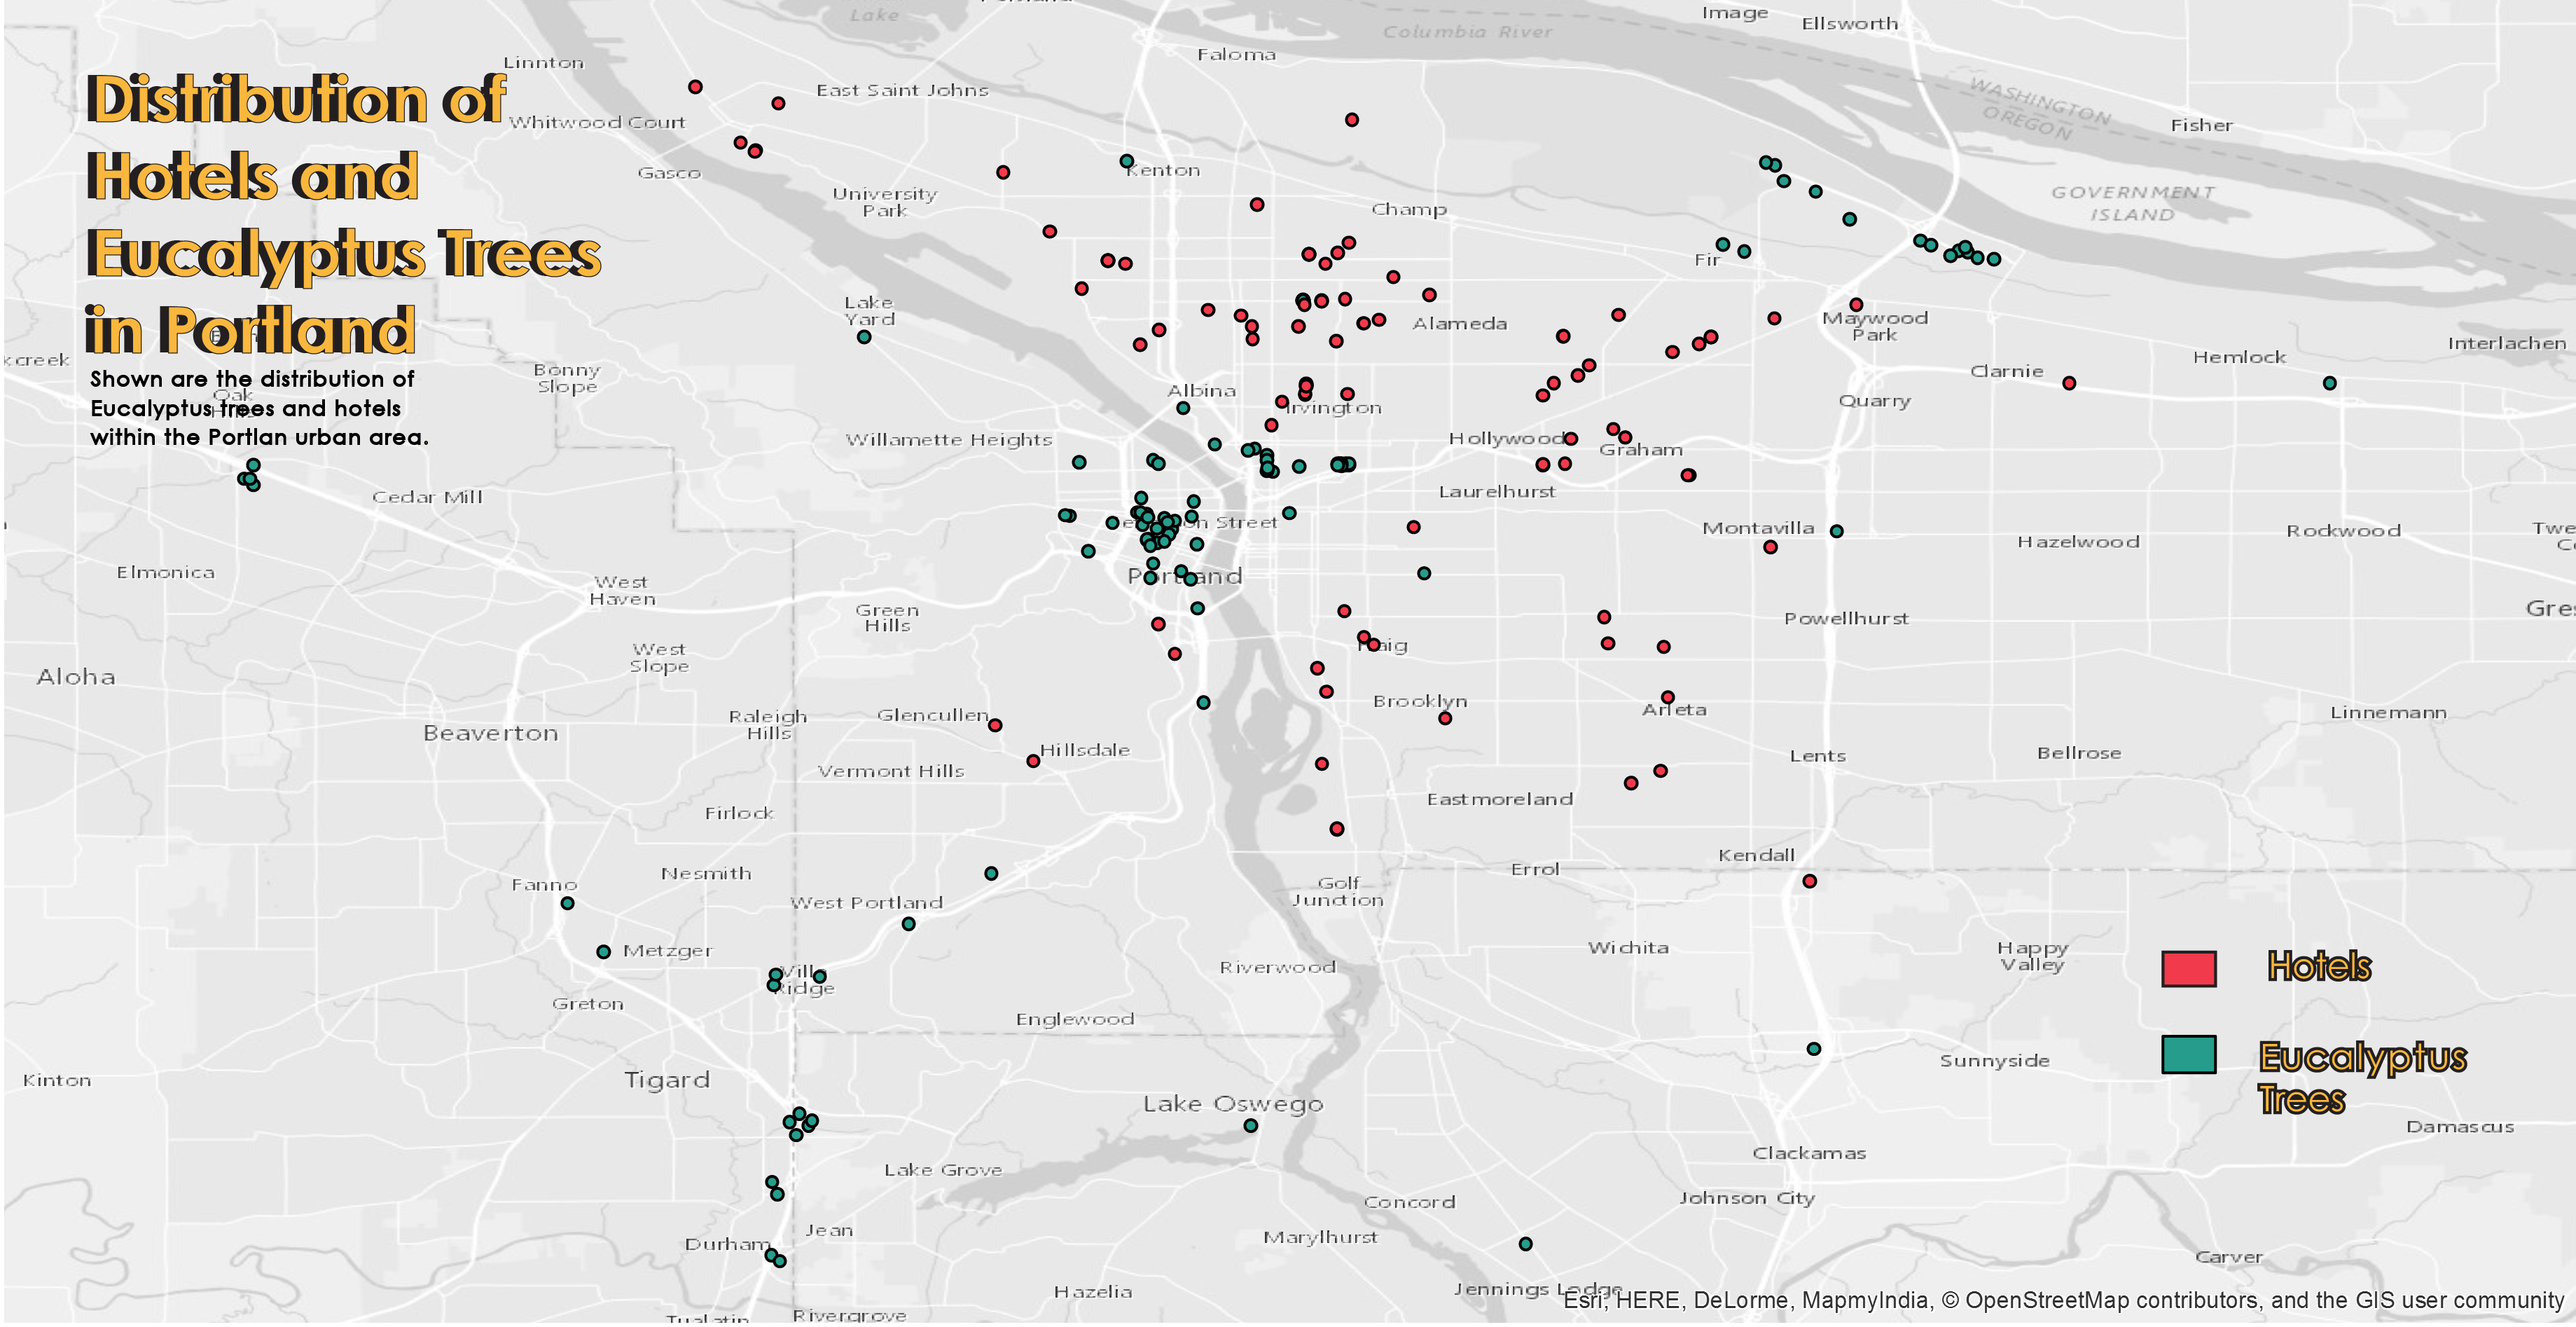 Distribution of
Hotels and
Eucalyptus Trees
in Portland
Shown are the distribution of
Eucalyptus trees and hotels
within the Portlan urban area.
Lake
Columbia River
Image
Ellsworth
Linnton
Faloma
East Saint Johns
WASHINGTON
OREGON
Whitwood Court
Fisher
Gasco
Kenton
University
Park
GOVERNMENT
ISLAND
Champ
Fir
Lake
Yard
Alameda
Maywood
Park
kcreek
Interlachen
Hemlock
Bonny
Slope
Clarnie
Albina
Oak
Irvington
Quarry
Willamette Heights
Hollywood
Graham
Cedar Mill
Laurelhurst
on Street
Montavilla
Rockwood
Hazelwood
Elmonica
Portland
West
Haven
Green
Hills
Gre
Powellhurst
West
Slope
aig
Aloha
Brooklyn
Arleta
Linnemann
Raleigh
Hills
Glencullen
Beaverton
Hillsdale
Lents
Bellrose
Vermont Hills
Eastmoreland
Firlock
Kendall
Errol
Nesmith
Fanno
Golf
Junction
West Portland
Metzger
Wichita
Happy
Valley
Hotels
Riverwood
Ville
Ridge
Greton
Englewood
Eucalyptus
Trees
Sunnyside
Kinton
Tigard
Lake Oswego
Damascus
Clackamas
Lake Grove
Concord
Johnson City
Jean
Marylhurst
Durham
Carver
Hazelia
Jennings Lodge
Esri, HERE, DeLorme, MapmyIndia, © OpenStreetMap contributors, and the GIS user community
Rivergrove
Tualatin